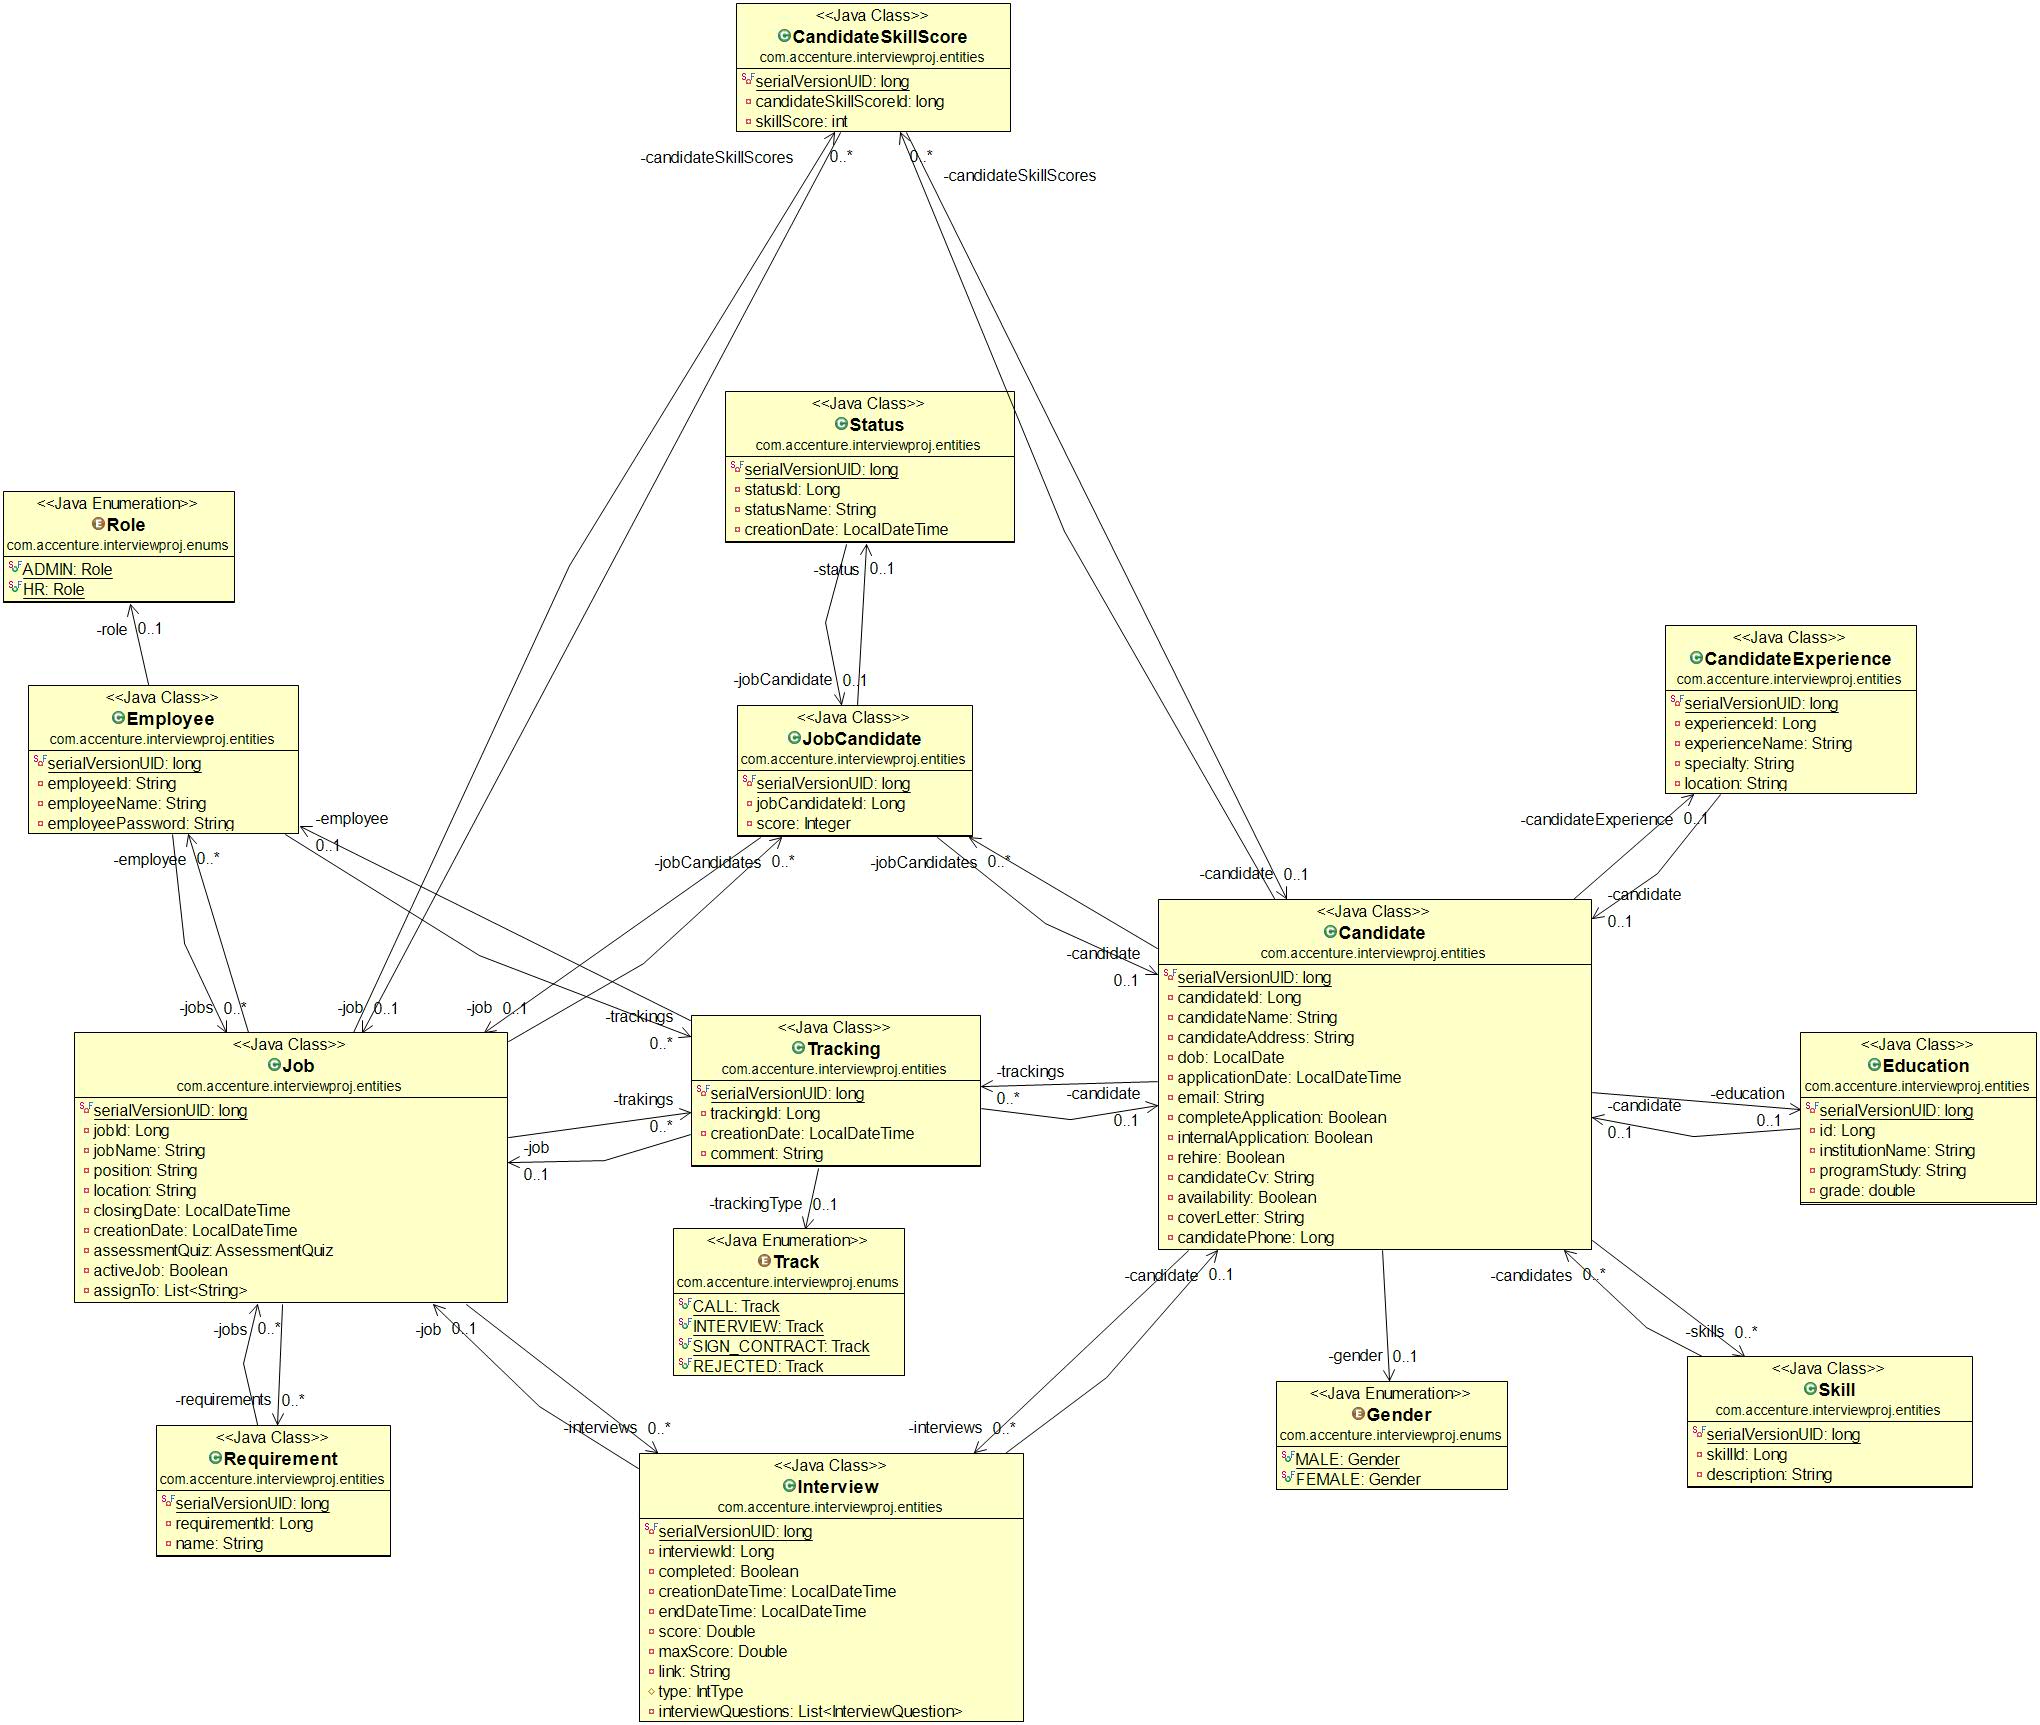 <<Java Class>>
CandidateSkillScore
com.accenture.interviewproj.entities
serialVersionUID: long
candidateSkillScoreId: long
skillScore: int
-candidateSkillScores
0..*
0..*
-candidateSkillScores
<<Java Class>>
Status
com.accenture.interviewproj.entities
serialVersionUID: long
statusId: Long
statusName: String
creationDate: LocalDateTime
-status
0..1
<<Java Enumeration>>
Role
com.accenture.interviewproj.enums
ADMIN: Role
HR: Role
-role
0..1
<<Java Class>>
Employee
com.accenture.interviewproj.entities
serialVersionUID: long
employeeId: String
employeeName: String
employeePassword: String
-employee
0..*
-employee
0..1
-jobCandidate
0..1
<<Java Class>>
JobCandidate
com.accenture.interviewproj.entities
serialVersionUID: long
jobCandidateId: Long
score: Integer
-jobCandidates
0..*
-jobCandidates
0..*
<<Java Class>>
CandidateExperience
com.accenture.interviewproj.entities
serialVersionUID: long
experienceId: Long
experienceName: String
specialty: String
location: String
-candidateExperience
0..1
-candidate
0..1
-candidate
0..1
-candidate
0..1
<<Java Class>>
Candidate
com.accenture.interviewproj.entities
serialVersionUID: long
candidateId: Long
candidateName: String
candidateAddress: String
dob: LocalDate
applicationDate: LocalDateTime
email: String
completeApplication: Boolean
internalApplication: Boolean
rehire: Boolean
candidateCv: String
availability: Boolean
coverLetter: String
candidatePhone: Long
-jobs
0..*
-job
0..1
-job
0..1
<<Java Class>>
Job
com.accenture.interviewproj.entities
serialVersionUID: long
jobId: Long
jobName: String
position: String
location: String
closingDate: LocalDateTime
creationDate: LocalDateTime
assessmentQuiz: AssessmentQuiz
activeJob: Boolean
assignTo: List<String>
-trackings
0..*
-trakings
0..*
-job
0..1
<<Java Class>>
Tracking
com.accenture.interviewproj.entities
serialVersionUID: long
trackingId: Long
creationDate: LocalDateTime
comment: String
-trackings
0..*
-candidate
0..1
-trackingType
0..1
<<Java Enumeration>>
Track
com.accenture.interviewproj.enums
CALL: Track
INTERVIEW: Track
SIGN_CONTRACT: Track
REJECTED: Track
-education
0..1
-candidate
0..1
<<Java Class>>
Education
com.accenture.interviewproj.entities
serialVersionUID: long
id: Long
institutionName: String
programStudy: String
grade: double
-candidate
0..1
-candidates
0..*
-skills
0..*
-gender
0..1
<<Java Enumeration>>
Gender
com.accenture.interviewproj.enums
MALE: Gender
FEMALE: Gender
<<Java Class>>
Skill
com.accenture.interviewproj.entities
serialVersionUID: long
skillId: Long
description: String
-jobs
0..*
-job
0..1
-requirements
0..*
<<Java Class>>
Requirement
com.accenture.interviewproj.entities
serialVersionUID: long
requirementId: Long
name: String
-interviews
0..*
-interviews
0..*
<<Java Class>>
Interview
com.accenture.interviewproj.entities
serialVersionUID: long
interviewId: Long
completed: Boolean
creationDateTime: LocalDateTime
endDateTime: LocalDateTime
score: Double
maxScore: Double
link: String
type: IntType
interviewQuestions: List<InterviewQuestion>